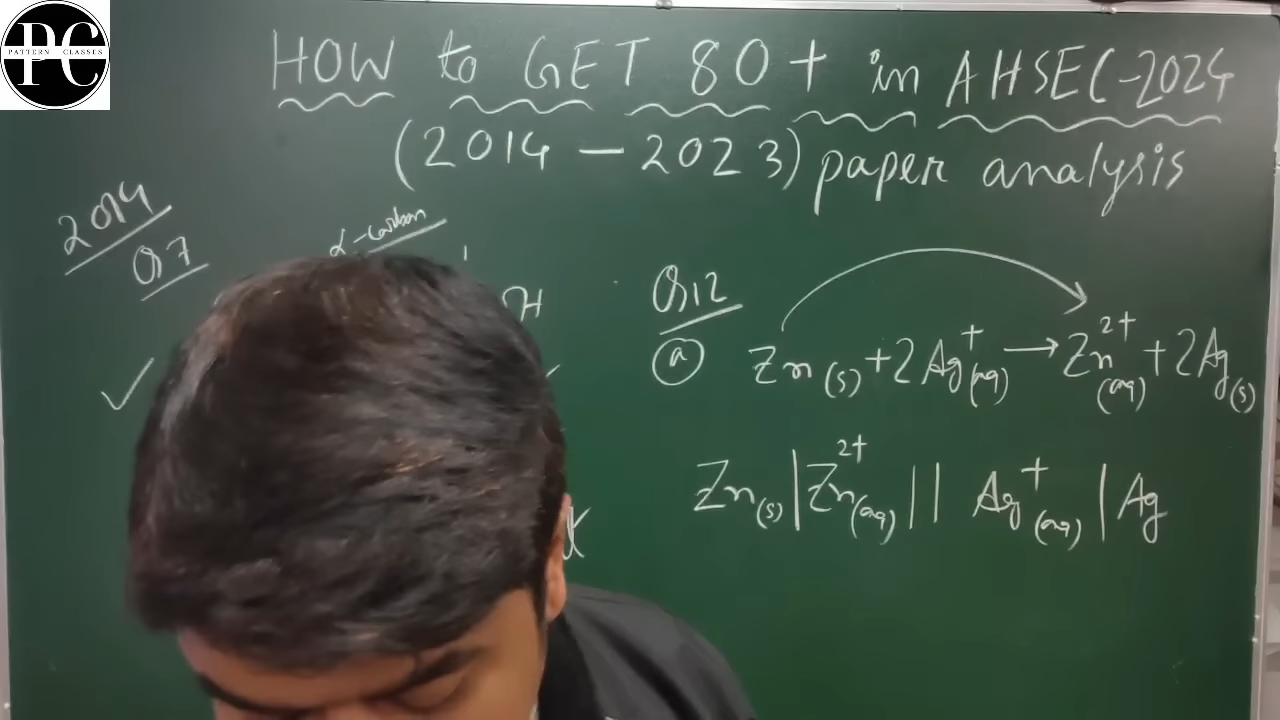 PC
PATTERN CLASSES
HOW to GET 80+ in AHSEC-2024
(2014 – 2023) paper analysis
2014
Q7
α-carbon
H
✓
Q12
(a) Zn(s) + 2Ag⁺(aq) → Zn²⁺(aq) + 2Ag(s)
Zn(s) | Zn²⁺(aq) || Ag⁺(aq) | Ag